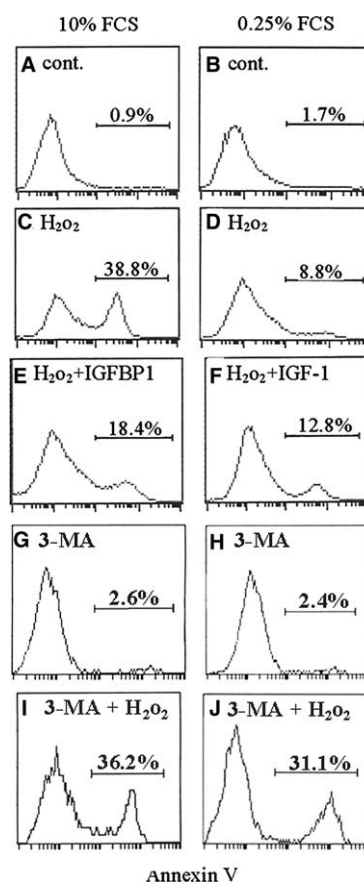 10% FCS 0.25% FCS
A cont. B cont.
0.9% 1.7%
C H₂o₂ D H₂o₂
38.8% 8.8%
E H₂o₂+IGFBP1 F H₂o₂+IGF-1
18.4% 12.8%
G 3-MA H 3-MA
2.6% 2.4%
I 3-MA + H₂o₂ J 3-MA + H₂o₂
36.2% 31.1%
Annexin V